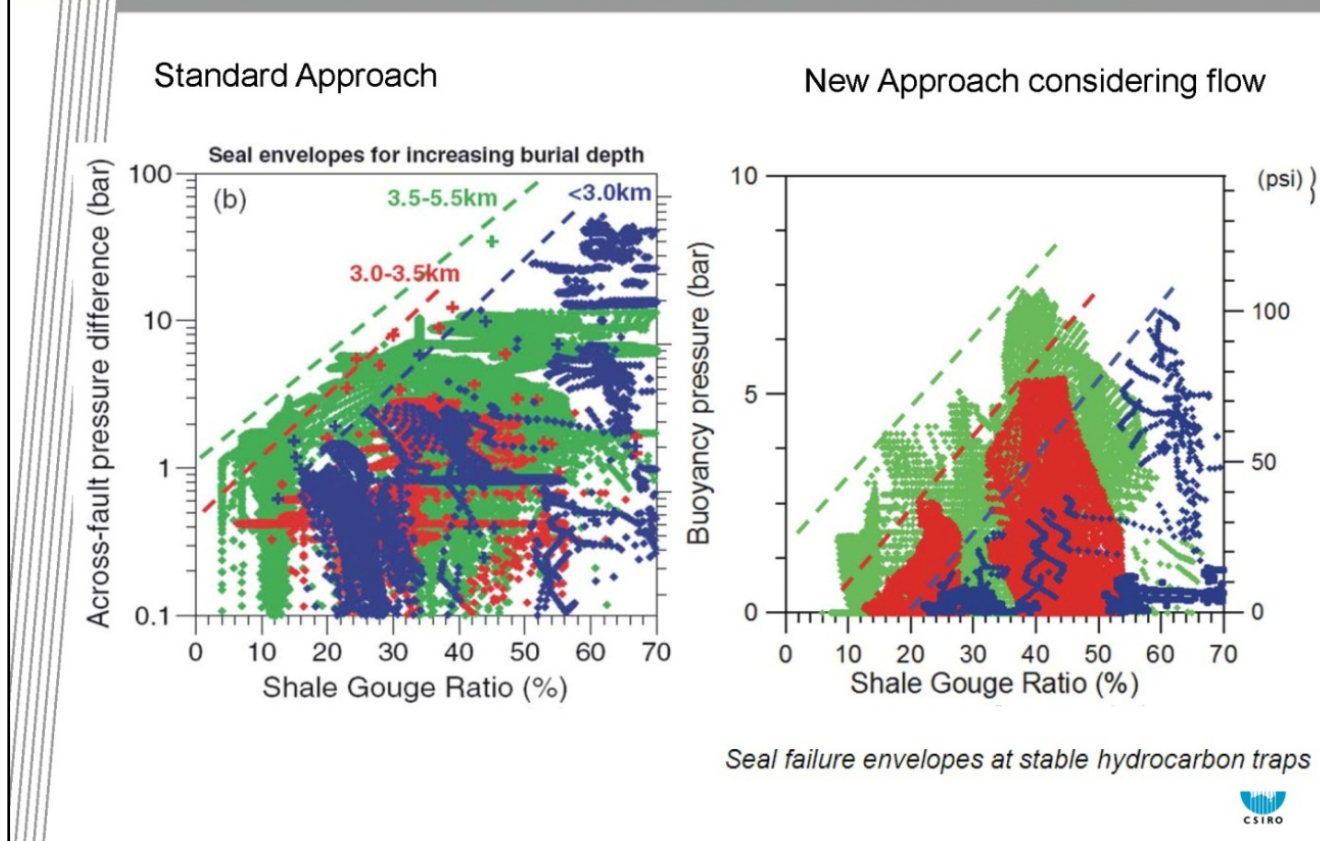 Standard Approach
New Approach considering flow
Seal envelopes for increasing burial depth
(b)
3.5-5.5km
<3.0km
3.0-3.5km
Across-fault pressure difference (bar)
100
10
1
0.1
0 10 20 30 40 50 60 70
Shale Gouge Ratio (%)
Buoyancy pressure (bar)
10
5
0
(psi) }
100
50
0
0 10 20 30 40 50 60 70
Shale Gouge Ratio (%)
Seal failure envelopes at stable hydrocarbon traps
CSIRO